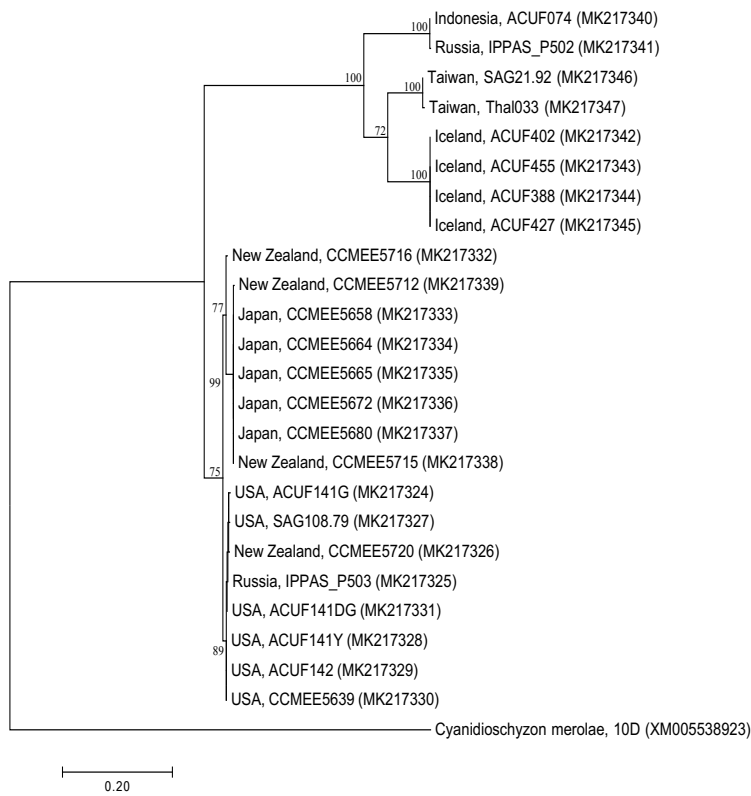 Indonesia, ACUF074 (MK217340)
100
Russia, IPPAS_P502 (MK217341)
100
Taiwan, SAG21.92 (MK217346)
100
Taiwan, Thal033 (MK217347)
72
Iceland, ACUF402 (MK217342)
Iceland, ACUF455 (MK217343)
100
Iceland, ACUF388 (MK217344)
Iceland, ACUF427 (MK217345)
New Zealand, CCMEE5716 (MK217332)
New Zealand, CCMEE5712 (MK217339)
77
Japan, CCMEE5658 (MK217333)
Japan, CCMEE5664 (MK217334)
Japan, CCMEE5665 (MK217335)
99
Japan, CCMEE5672 (MK217336)
Japan, CCMEE5680 (MK217337)
New Zealand, CCMEE5715 (MK217338)
75
USA, ACUF141G (MK217324)
USA, SAG108.79 (MK217327)
New Zealand, CCMEE5720 (MK217326)
Russia, IPPAS_P503 (MK217325)
USA, ACUF141DG (MK217331)
USA, ACUF141Y (MK217328)
89
USA, ACUF142 (MK217329)
USA, CCMEE5639 (MK217330)
Cyanidioschyzon merolae, 10D (XM005538923)
0.20